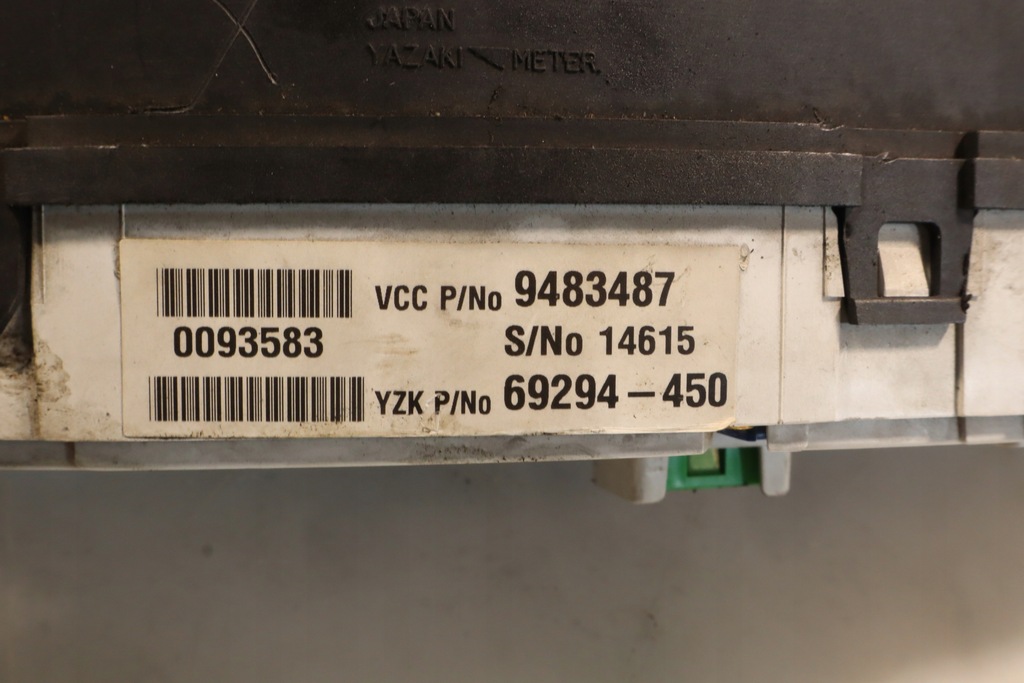 JAPAN
YAZAKI METER.
VCC P/No 9483487
0093583
S/No 14615
YZK P/No 69294-450